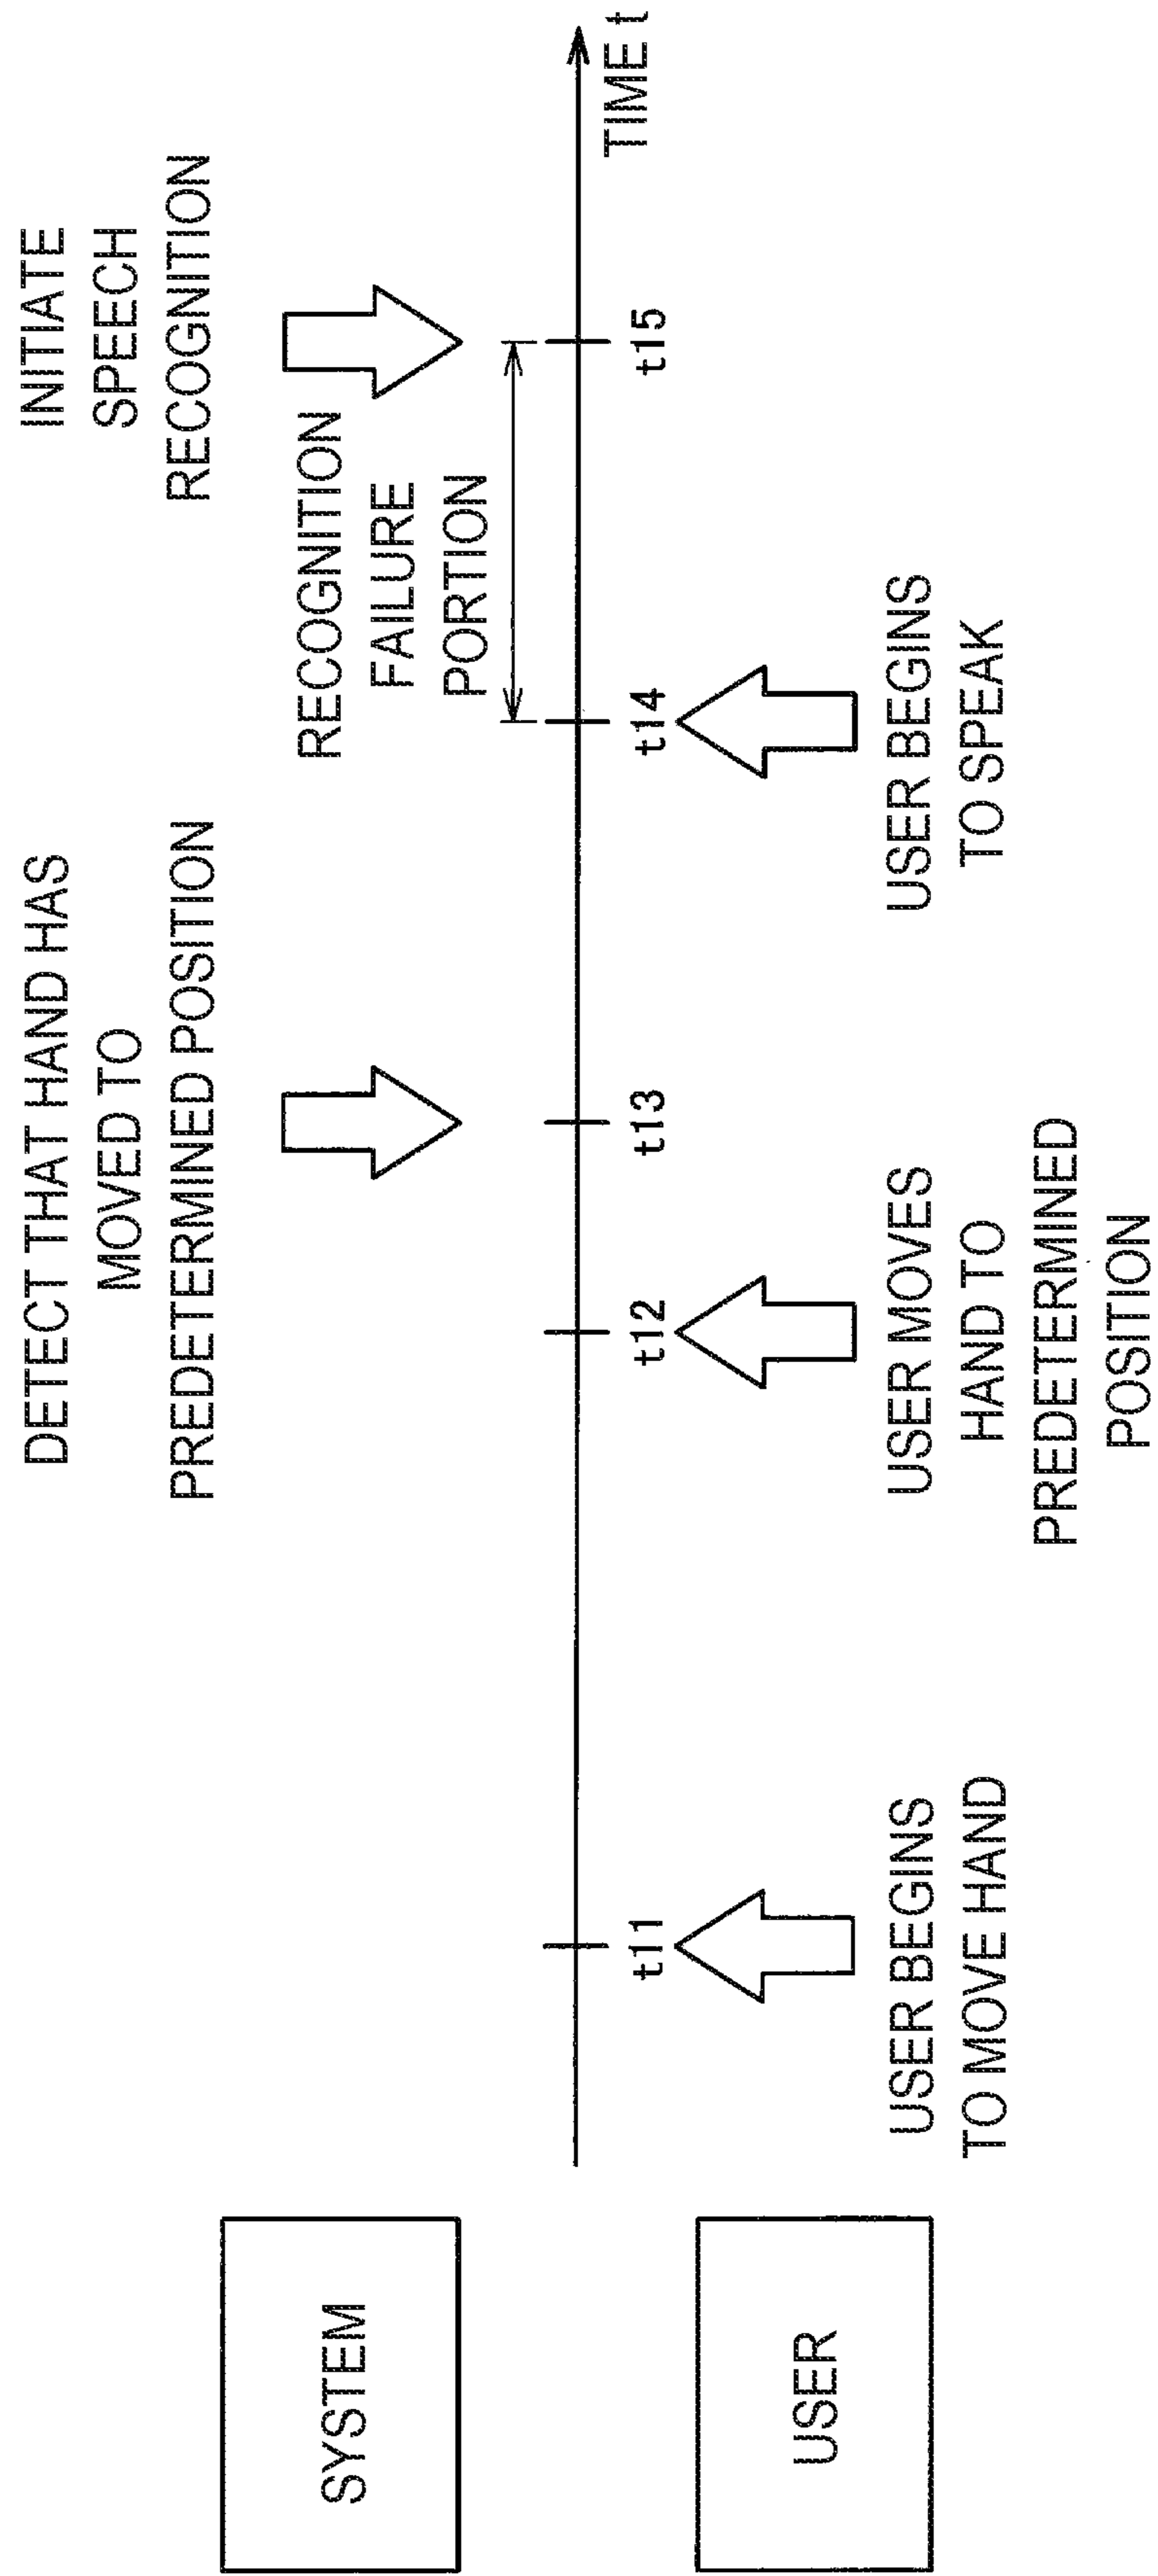 SYSTEM
DETECT THAT HAND HAS
MOVED TO
PREDETERMINED POSITION
INITIATE
SPEECH
RECOGNITION
RECOGNITION
FAILURE
PORTION
t11
t12
t13
t14
t15
TIME t
USER
USER BEGINS
TO MOVE HAND
USER MOVES
HAND TO
PREDETERMINED
POSITION
USER BEGINS
TO SPEAK